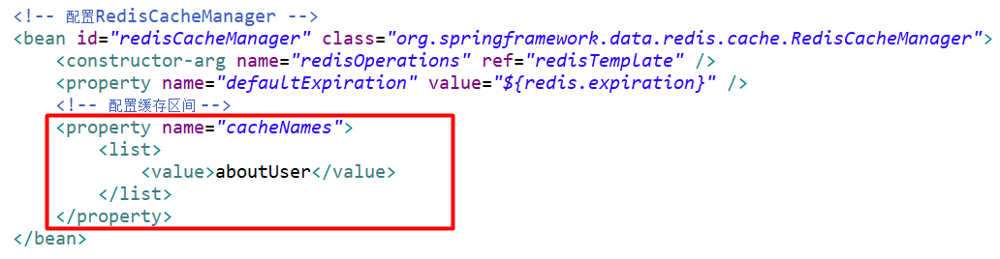 <!-- 配置RedisCacheManager -->
<bean id="redisCacheManager" class="org.springframework.data.redis.cache.RedisCacheManager">
    <constructor-arg name="redisOperations" ref="redisTemplate" />
    <property name="defaultExpiration" value="${redis.expiration}" />
    <!-- 配置缓存区间 -->
    <property name="cacheNames">
        <list>
            <value>aboutUser</value>
        </list>
    </property>
</bean>